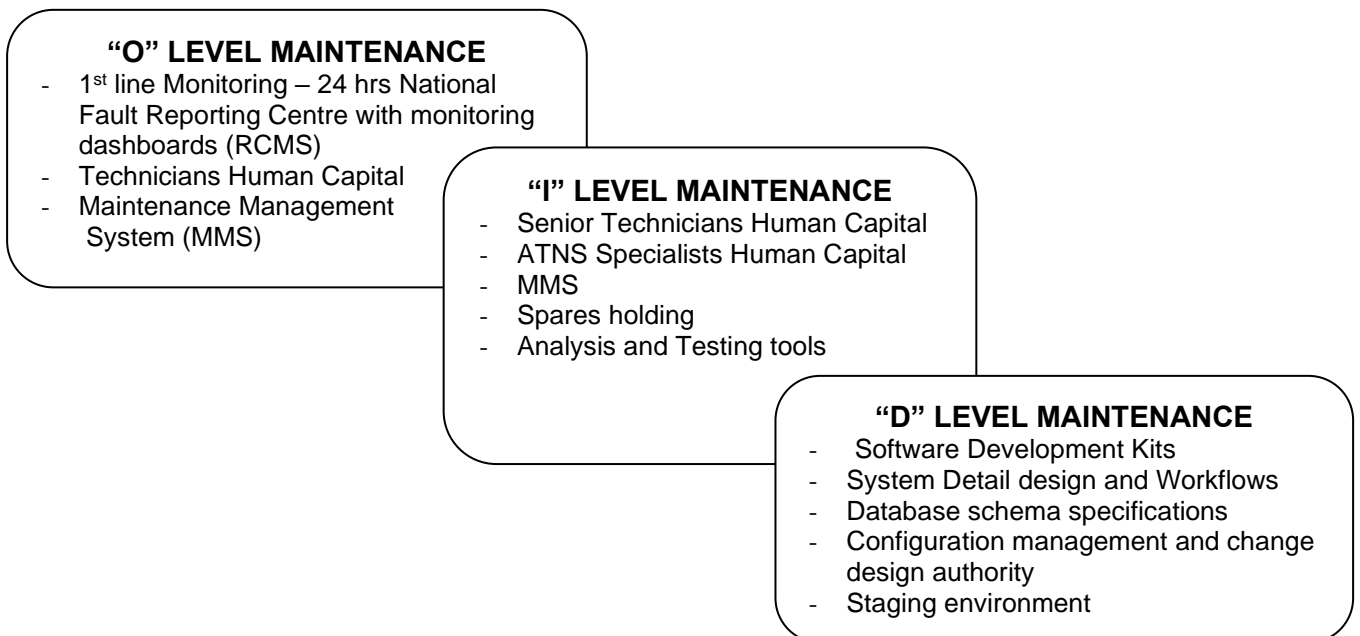 “O” LEVEL MAINTENANCE
- 1st line Monitoring – 24 hrs National
Fault Reporting Centre with monitoring
dashboards (RCMS)
- Technicians Human Capital
- Maintenance Management
System (MMS)
“I” LEVEL MAINTENANCE
- Senior Technicians Human Capital
- ATNS Specialists Human Capital
- MMS
- Spares holding
- Analysis and Testing tools
“D” LEVEL MAINTENANCE
- Software Development Kits
- System Detail design and Workflows
- Database schema specifications
- Configuration management and change
design authority
- Staging environment